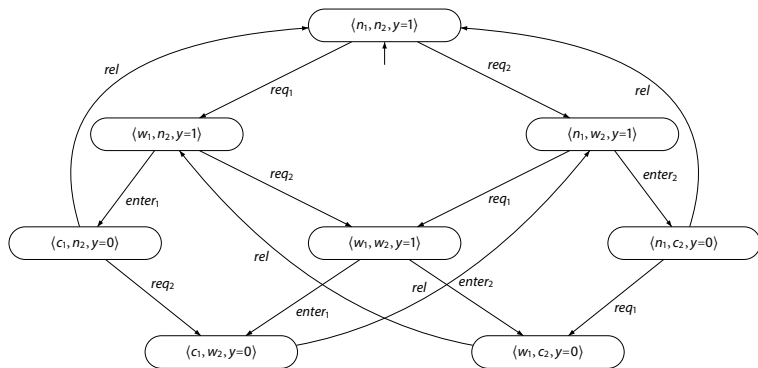 ⟨n₁, n₂, y=1⟩
rel
req₁
req₂
rel
⟨w₁, n₂, y=1⟩
⟨n₁, w₂, y=1⟩
enter₁
req₂
req₁
enter₂
⟨c₁, n₂, y=0⟩
⟨w₁, w₂, y=1⟩
⟨n₁, c₂, y=0⟩
req₂
rel
enter₁
rel
enter₂
req₁
⟨c₁, w₂, y=0⟩
⟨w₁, c₂, y=0⟩